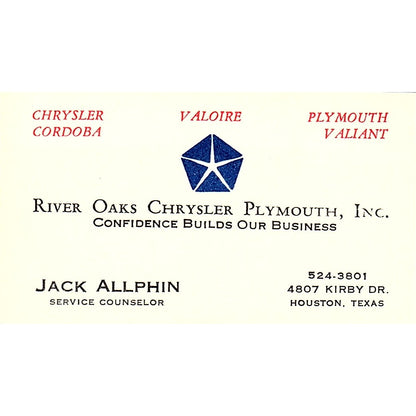 CHRYSLER VALOIRE PLYMOUTH
CORDOBA VALIANT
RIVER OAKS CHRYSLER PLYMOUTH, INC.
CONFIDENCE BUILDS OUR BUSINESS
JACK ALLPHIN
SERVICE COUNSELOR
524-3801
4807 KIRBY DR.
HOUSTON, TEXAS